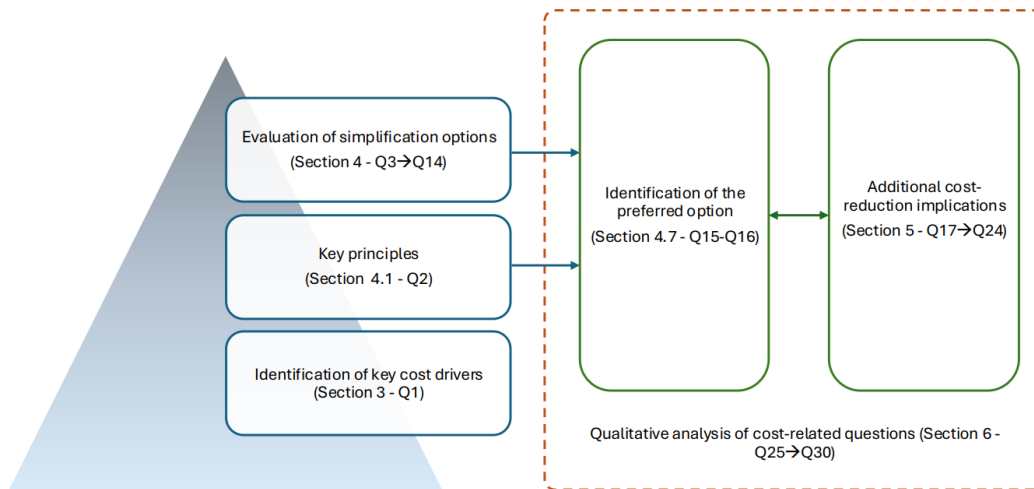 Evaluation of simplification options
(Section 4 - Q3→Q14)
Key principles
(Section 4.1 - Q2)
Identification of key cost drivers
(Section 3 - Q1)
Identification of the
preferred option
(Section 4.7 - Q15-Q16)
Additional cost-
reduction implications
(Section 5 - Q17→Q24)
Qualitative analysis of cost-related questions (Section 6 -
Q25→Q30)